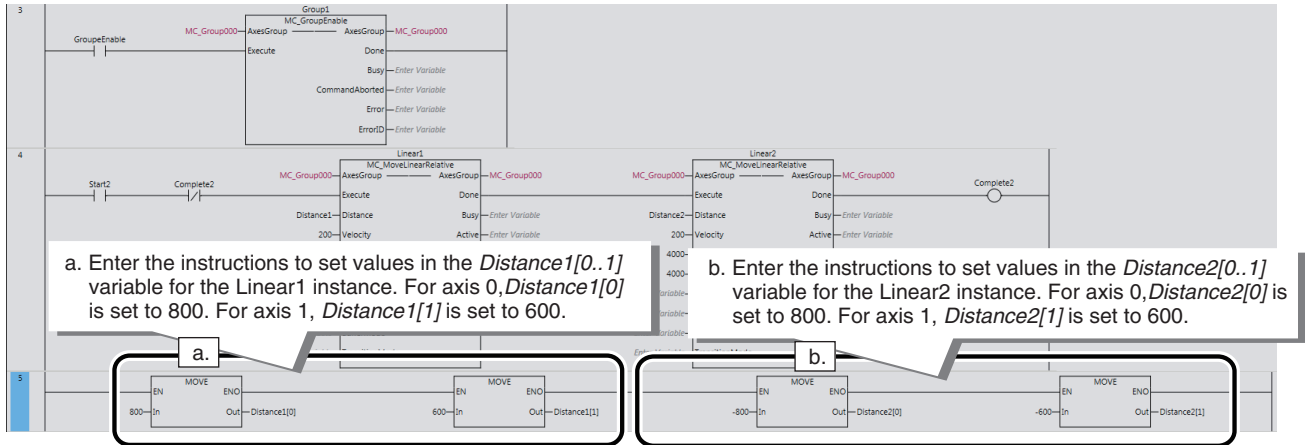 3
Group1
MC_GroupEnable
GroupeEnable
MC_Group000 AxesGroup AxesGroup MC_Group000
Execute Done
Busy Enter Variable
CommandAborted Enter Variable
Error Enter Variable
ErrorID Enter Variable
4
Linear1 Linear2
MC_MoveLinearRelative MC_MoveLinearRelative
Start2 Complete2 MC_Group000 AxesGroup AxesGroup MC_Group000 MC_Group000 AxesGroup AxesGroup MC_Group000 Complete2
Execute Done Execute Done
Distance1 Distance Busy Enter Variable Distance2 Distance Busy Enter Variable
200 Velocity Active Enter Variable 200 Velocity Active Enter Variable
4000
4000
a. Enter the instructions to set values in the Distance1[0..1]
variable for the Linear1 instance. For axis 0,Distance1[0]
is set to 800. For axis 1, Distance1[1] is set to 600.
b. Enter the instructions to set values in the Distance2[0..1]
variable for the Linear2 instance. For axis 0,Distance2[0] is
set to 800. For axis 1, Distance2[1] is set to 600.
a.
b.
5
MOVE MOVE MOVE MOVE
EN ENO EN ENO EN ENO EN ENO
800 In Out Distance1[0] 600 In Out Distance1[1] -800 In Out Distance2[0] -600 In Out Distance2[1]